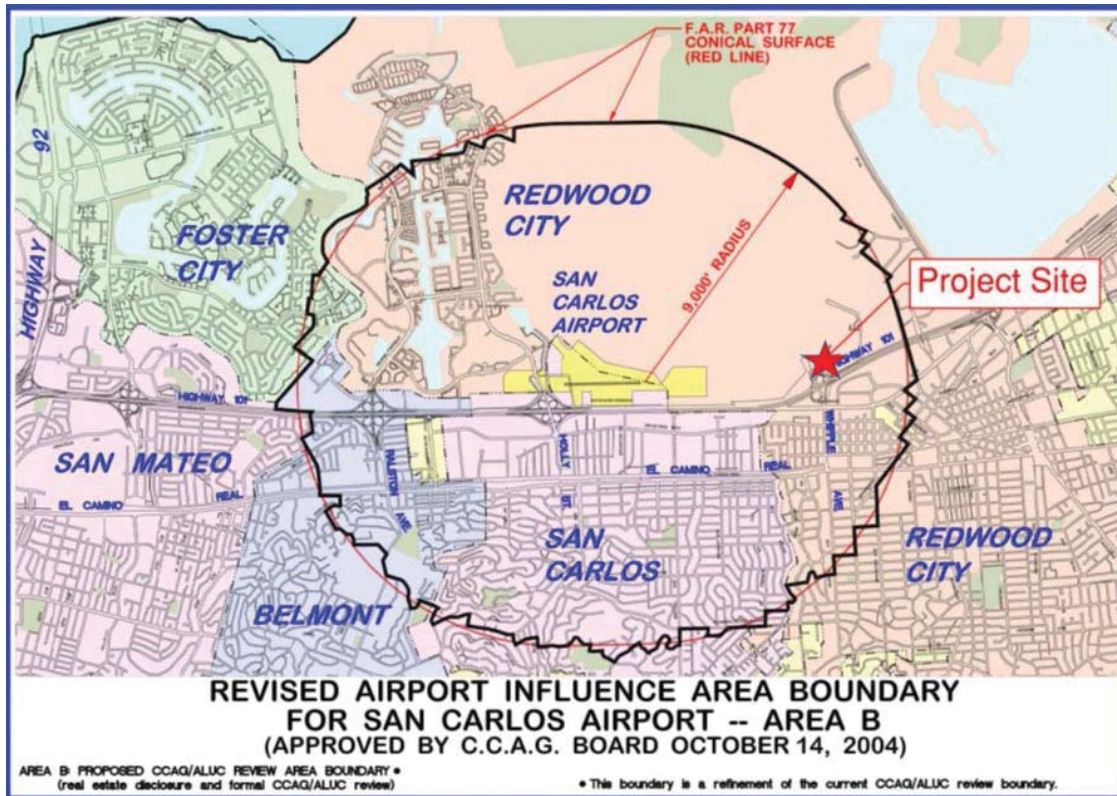 F.A.R. PART 77
CONICAL SURFACE
(RED LINE)
92
HIGHWAY
FOSTER
CITY
REDWOOD
CITY
SAN
CARLOS
AIRPORT
9,000' RADIUS
Project Site
HIGHWAY 101
HIGHWAY 101
SAN MATEO
EL CAMINO
REAL
RALSTON
AVE
HOLLY
ST.
EL CAMINO
REAL
WHIPPLE
AVE
BELMONT
SAN
CARLOS
REDWOOD
CITY
REVISED AIRPORT INFLUENCE AREA BOUNDARY
FOR SAN CARLOS AIRPORT -- AREA B
(APPROVED BY C.C.A.G. BOARD OCTOBER 14, 2004)
AREA B: PROPOSED CCAG/ALUC REVIEW AREA BOUNDARY •
(real estate disclosure and formal CCAG/ALUC review)
• This boundary is a refinement of the current CCAG/ALUC review boundary.